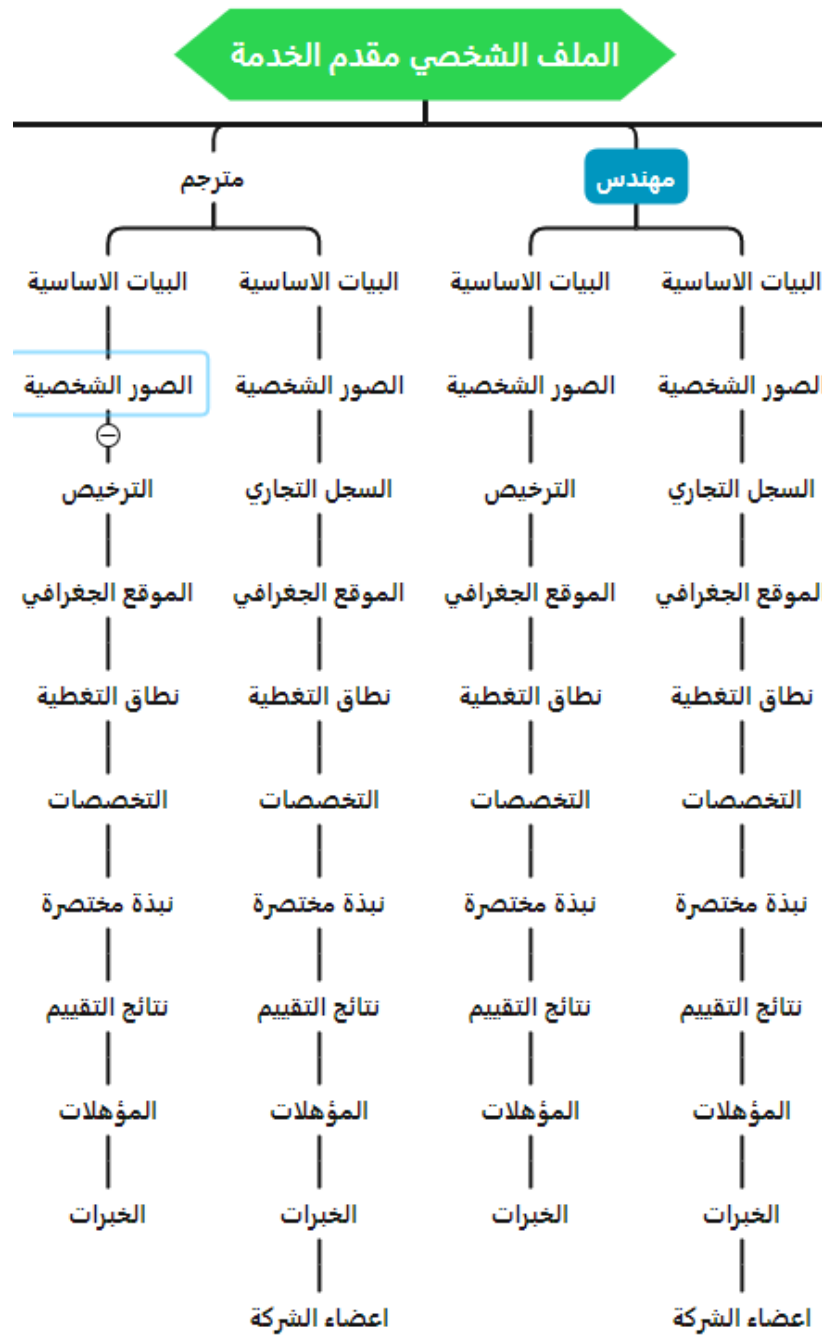 الملف الشخصي مقدم الخدمة
مهندس
مترجم
البيات الاساسية
البيات الاساسية
البيات الاساسية
البيات الاساسية
الصور الشخصية
الصور الشخصية
الصور الشخصية
الصور الشخصية
السجل التجاري
الترخيص
السجل التجاري
الترخيص
الموقع الجغرافي
الموقع الجغرافي
الموقع الجغرافي
الموقع الجغرافي
نطاق التغطية
نطاق التغطية
نطاق التغطية
نطاق التغطية
التخصصات
التخصصات
التخصصات
التخصصات
نبذة مختصرة
نبذة مختصرة
نبذة مختصرة
نبذة مختصرة
نتائج التقييم
نتائج التقييم
نتائج التقييم
نتائج التقييم
المؤهلات
المؤهلات
المؤهلات
المؤهلات
الخبرات
الخبرات
الخبرات
الخبرات
اعضاء الشركة
اعضاء الشركة